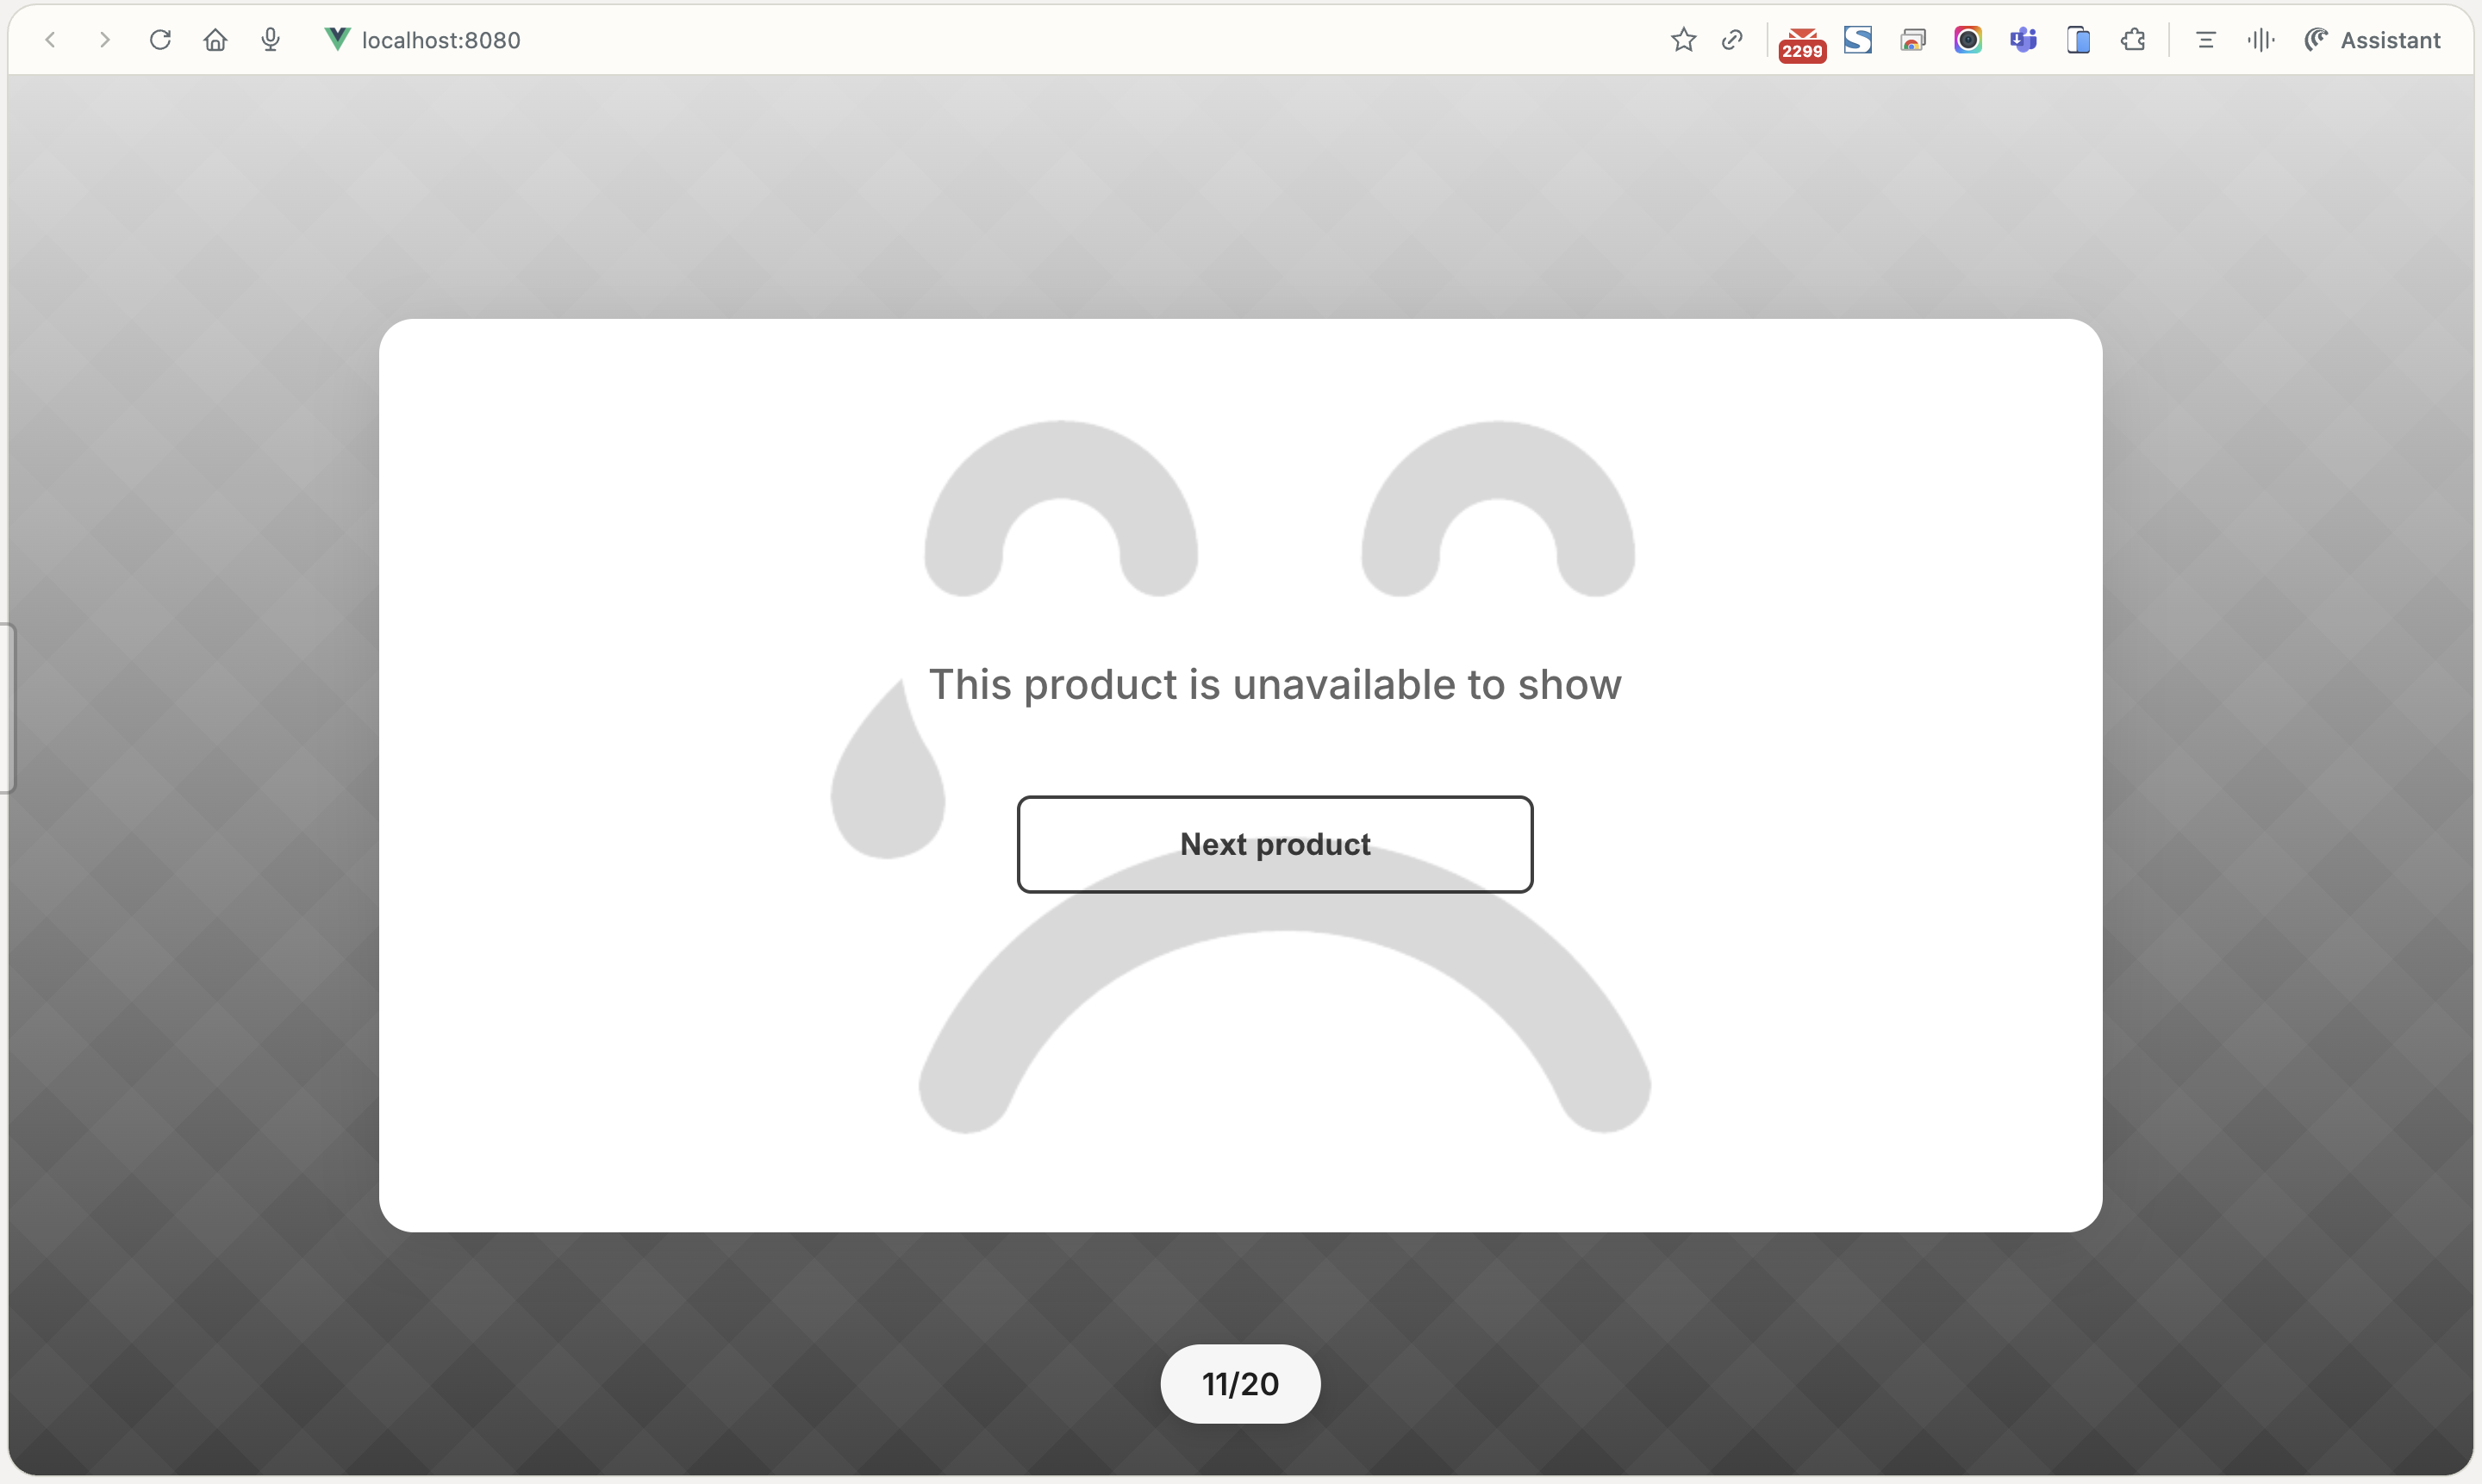 localhost:8080
2299
Assistant
This product is unavailable to show
Next product
11/20